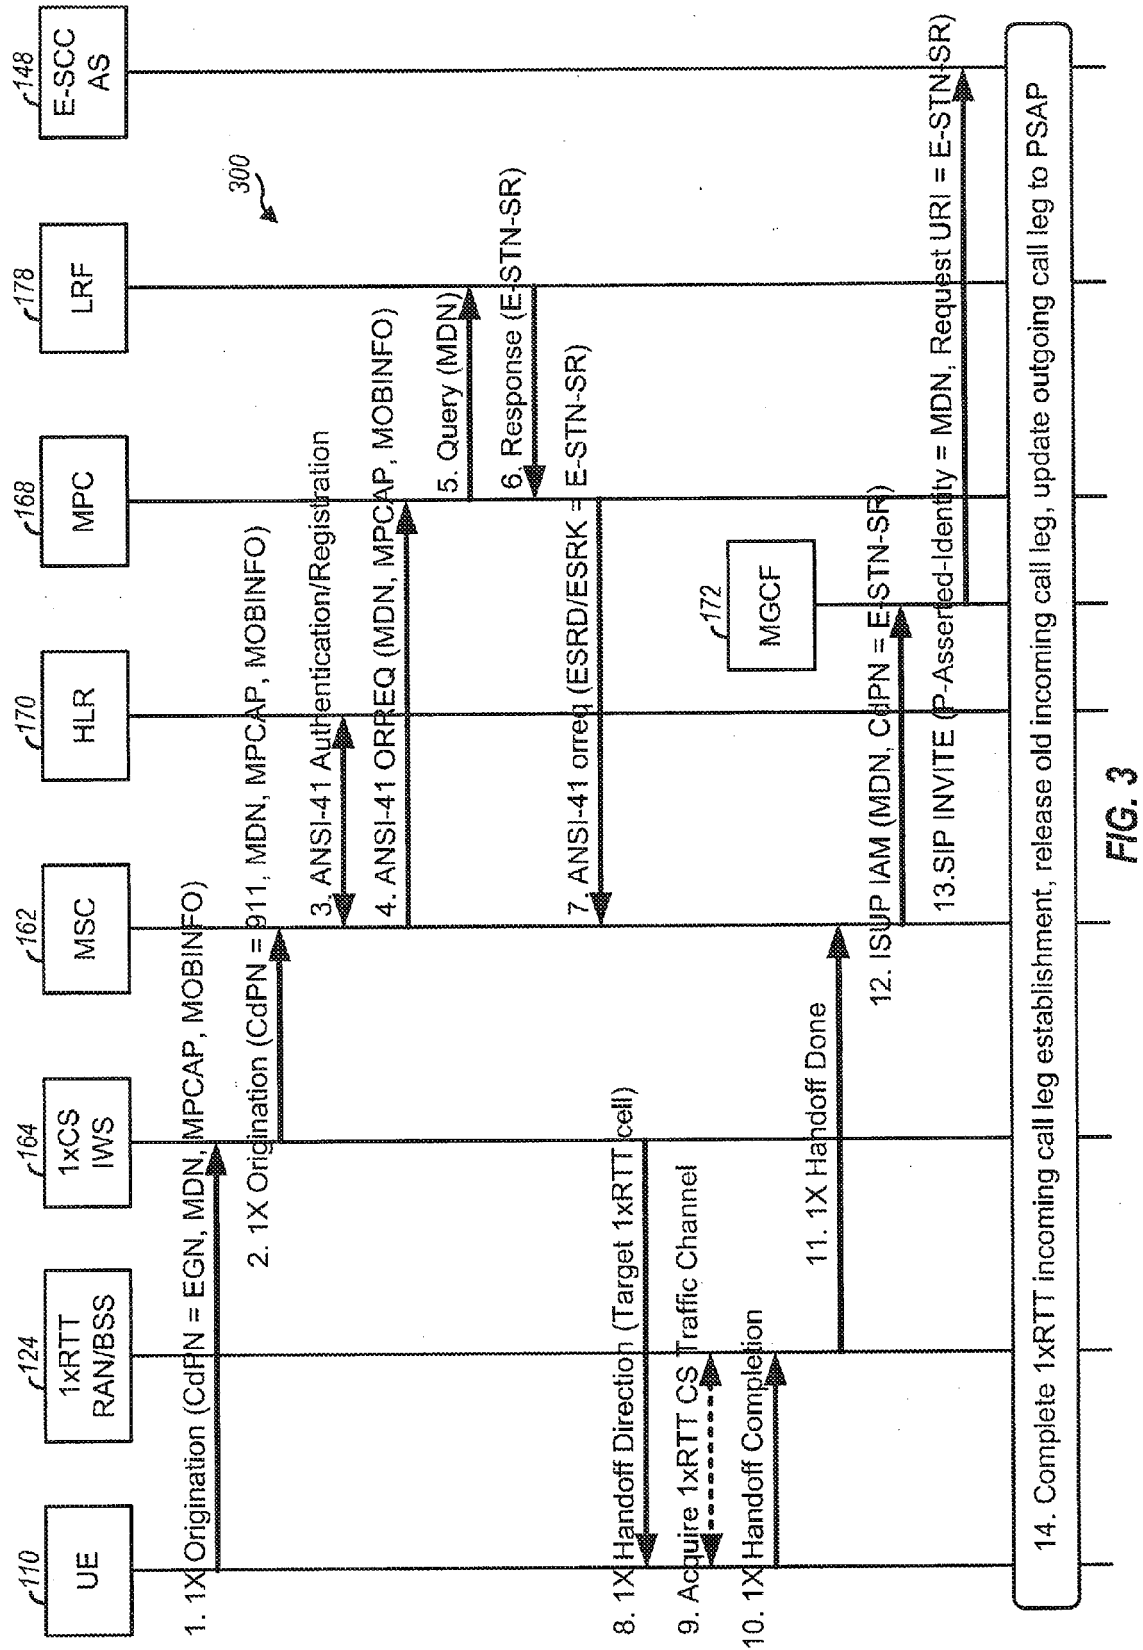 110
UE
124
1xRTT
RAN/BSS
164
1xCS
IWS
162
MSC
170
HLR
168
MPC
178
LRF
148
E-SCC
AS
300
1. 1X Origination (CdPN = EGN, MDN, MPCAP, MOBINFO)
2. 1X Origination (CdPN = 911, MDN, MPCAP, MOBINFO)
3. ANSI-41 Authentication/Registration
4. ANSI-41 ORREQ (MDN, MPCAP, MOBINFO)
5. Query (MDN)
6. Response (E-STN-SR)
7. ANSI-41 orreq (ESRD/ESRK = E-STN-SR)
8. 1X Handoff Direction (Target 1xRTT cell)
9. Acquire 1xRTT CS Traffic Channel
10. 1X Handoff Completion
172
MGCF
11. 1X Handoff Done
12. ISUP IAM (MDN, CdPN = E-STN-SR)
13.SIP INVITE (P-Asserted-Identity = MDN, Request URI = E-STN-SR)
14. Complete 1xRTT incoming call leg establishment, release old incoming call leg, update outgoing call leg to PSAP
FIG. 3